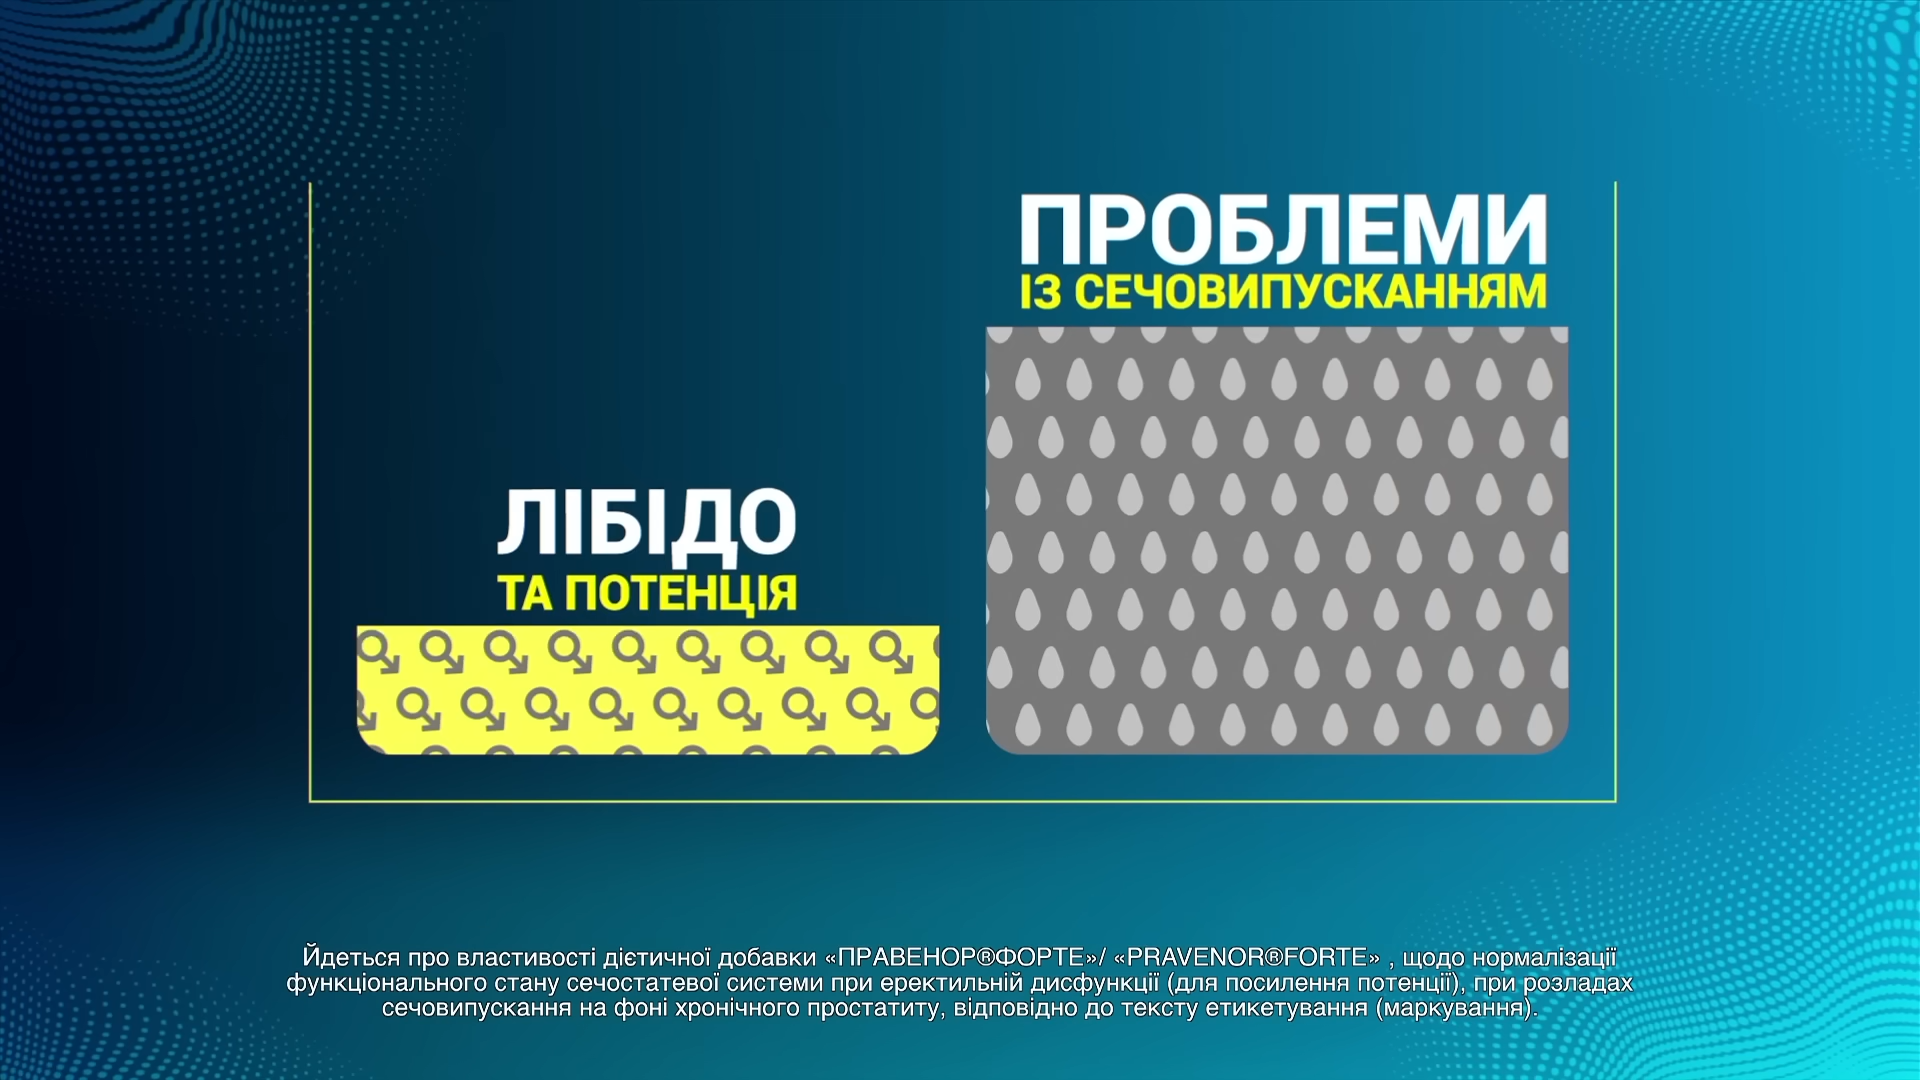 ПРОБЛЕМИ
ІЗ СЕЧОВИПУСКАННЯМ
ЛІБІДО
ТА ПОТЕНЦІЯ
Йдеться про властивості дієтичної добавки «ПРАВЕНОР®ФОРТЕ»/ «PRAVENOR®FORTE» , щодо нормалізації
функціонального стану сечостатевої системи при еректильній дисфункції (для посилення потенції), при розладах
сечовипускання на фоні хронічного простатиту, відповідно до тексту етикетування (маркування).